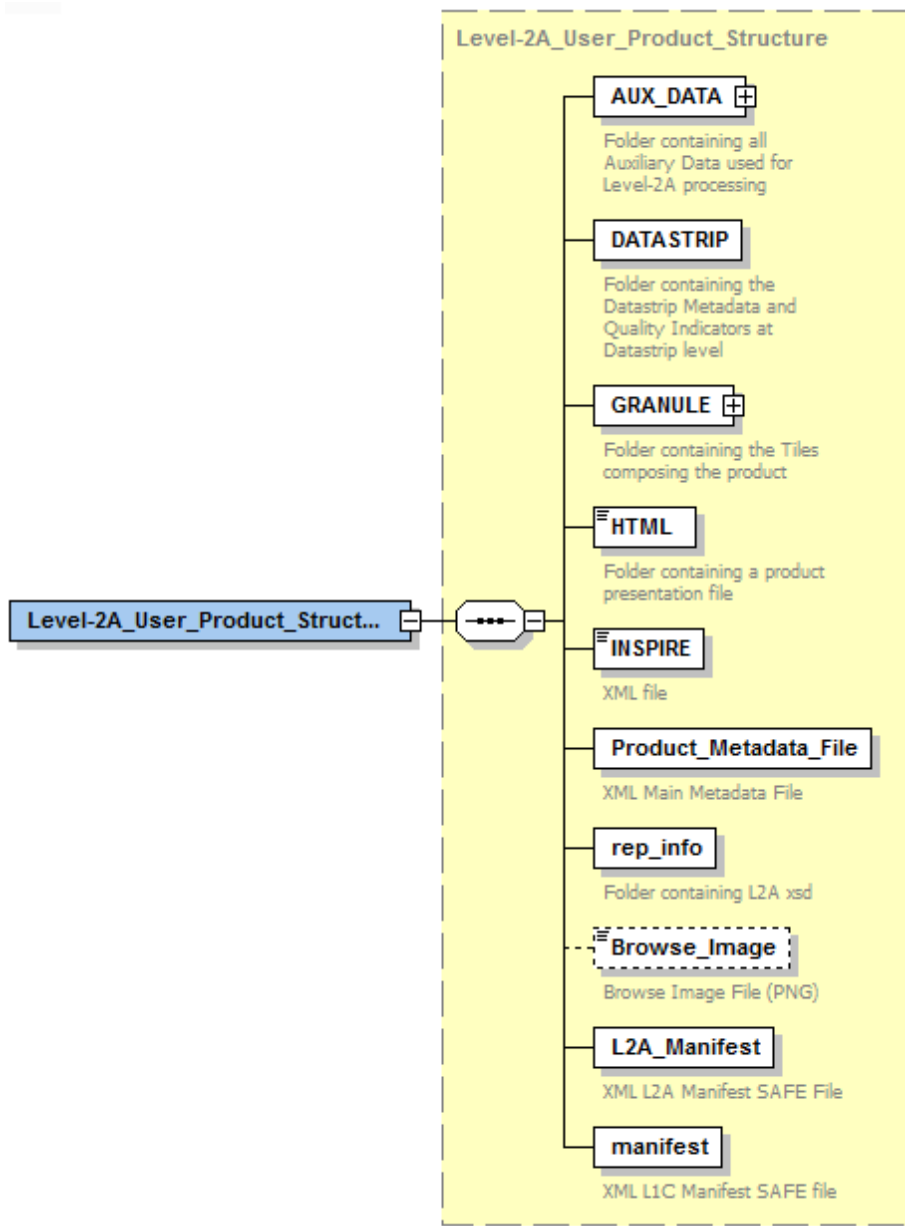 Level-2A_User_Product_Structure
AUX_DATA
Folder containing all
Auxiliary Data used for
Level-2A processing
DATASTRIP
Folder containing the
Datastrip Metadata and
Quality Indicators at
Datastrip level
GRANULE
Folder containing the Tiles
composing the product
HTML
Folder containing a product
presentation file
Level-2A_User_Product_Struct...
INSPIRE
XML file
Product_Metadata_File
XML Main Metadata File
rep_info
Folder containing L2A xsd
Browse_Image
Browse Image File (PNG)
L2A_Manifest
XML L2A Manifest SAFE File
manifest
XML L1C Manifest SAFE file